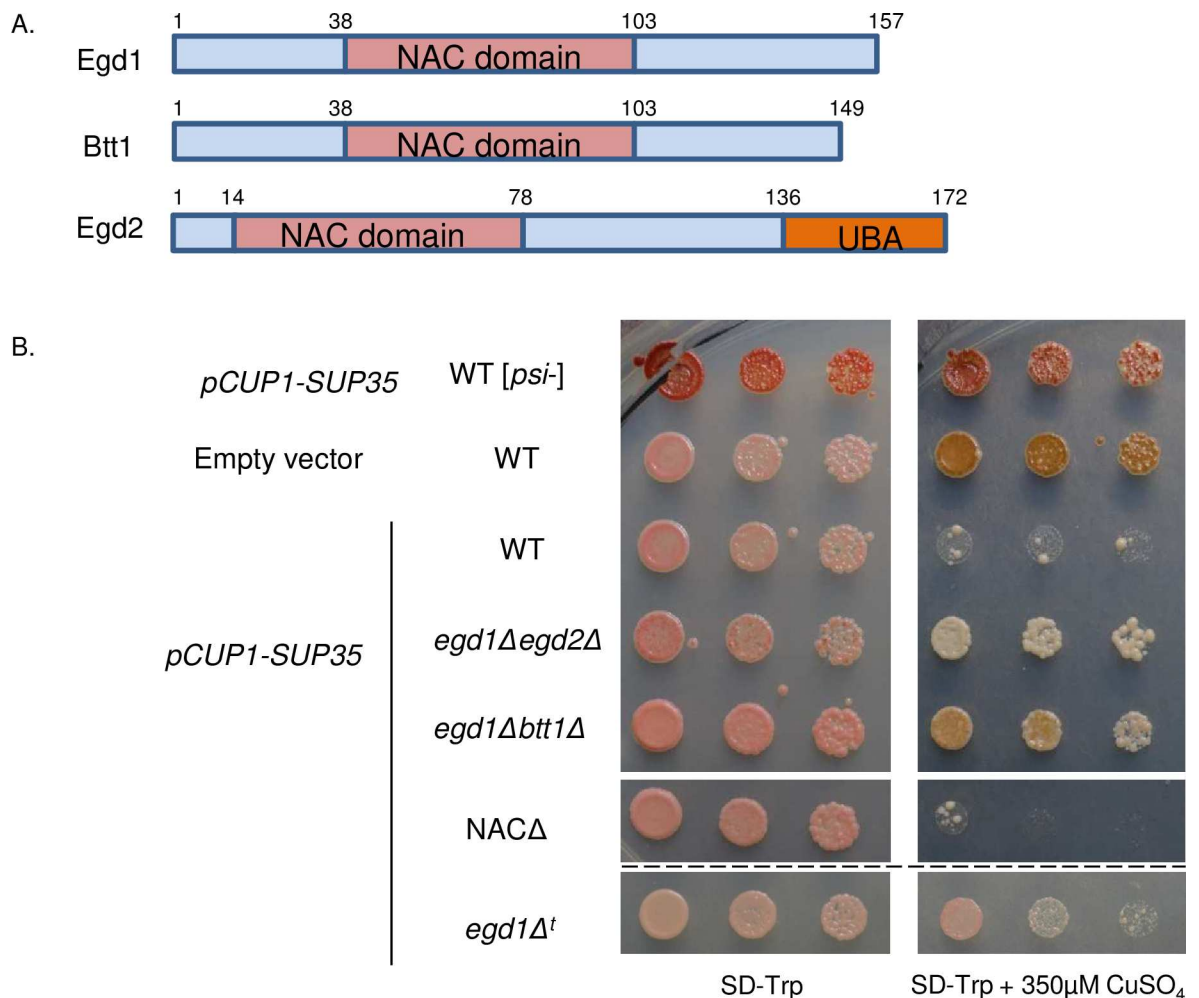 A.
1 38 103 157
Egd1 NAC domain
1 38 103 149
Btt1 NAC domain
1 14 78 136 172
Egd2 NAC domain UBA
B.
pCUP1-SUP35 WT [psi-]
Empty vector WT
WT
pCUP1-SUP35 egd1Δegd2Δ
egd1Δbtt1Δ
NACΔ
egd1Δᵗ
SD-Trp SD-Trp + 350µM CuSO₄